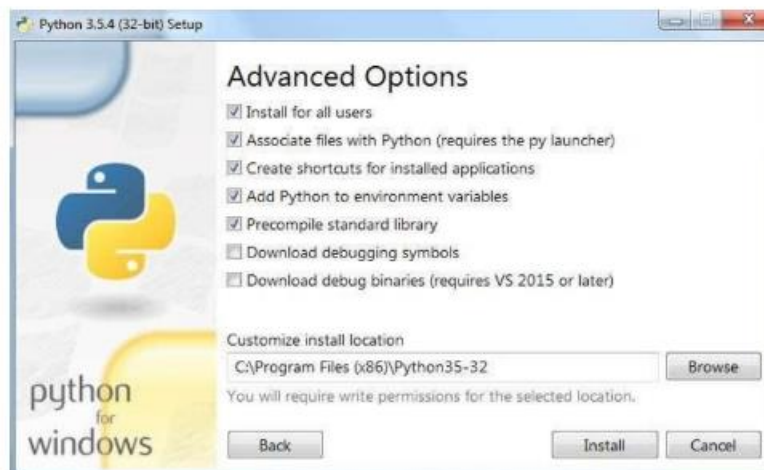 Python 3.5.4 (32-bit) Setup
Advanced Options
Install for all users
Associate files with Python (requires the py launcher)
Create shortcuts for installed applications
Add Python to environment variables
Precompile standard library
Download debugging symbols
Download debug binaries (requires VS 2015 or later)
Customize install location
C:\Program Files (x86)\Python35-32
Browse
You will require write permissions for the selected location.
python
for
windows
Back
Install
Cancel